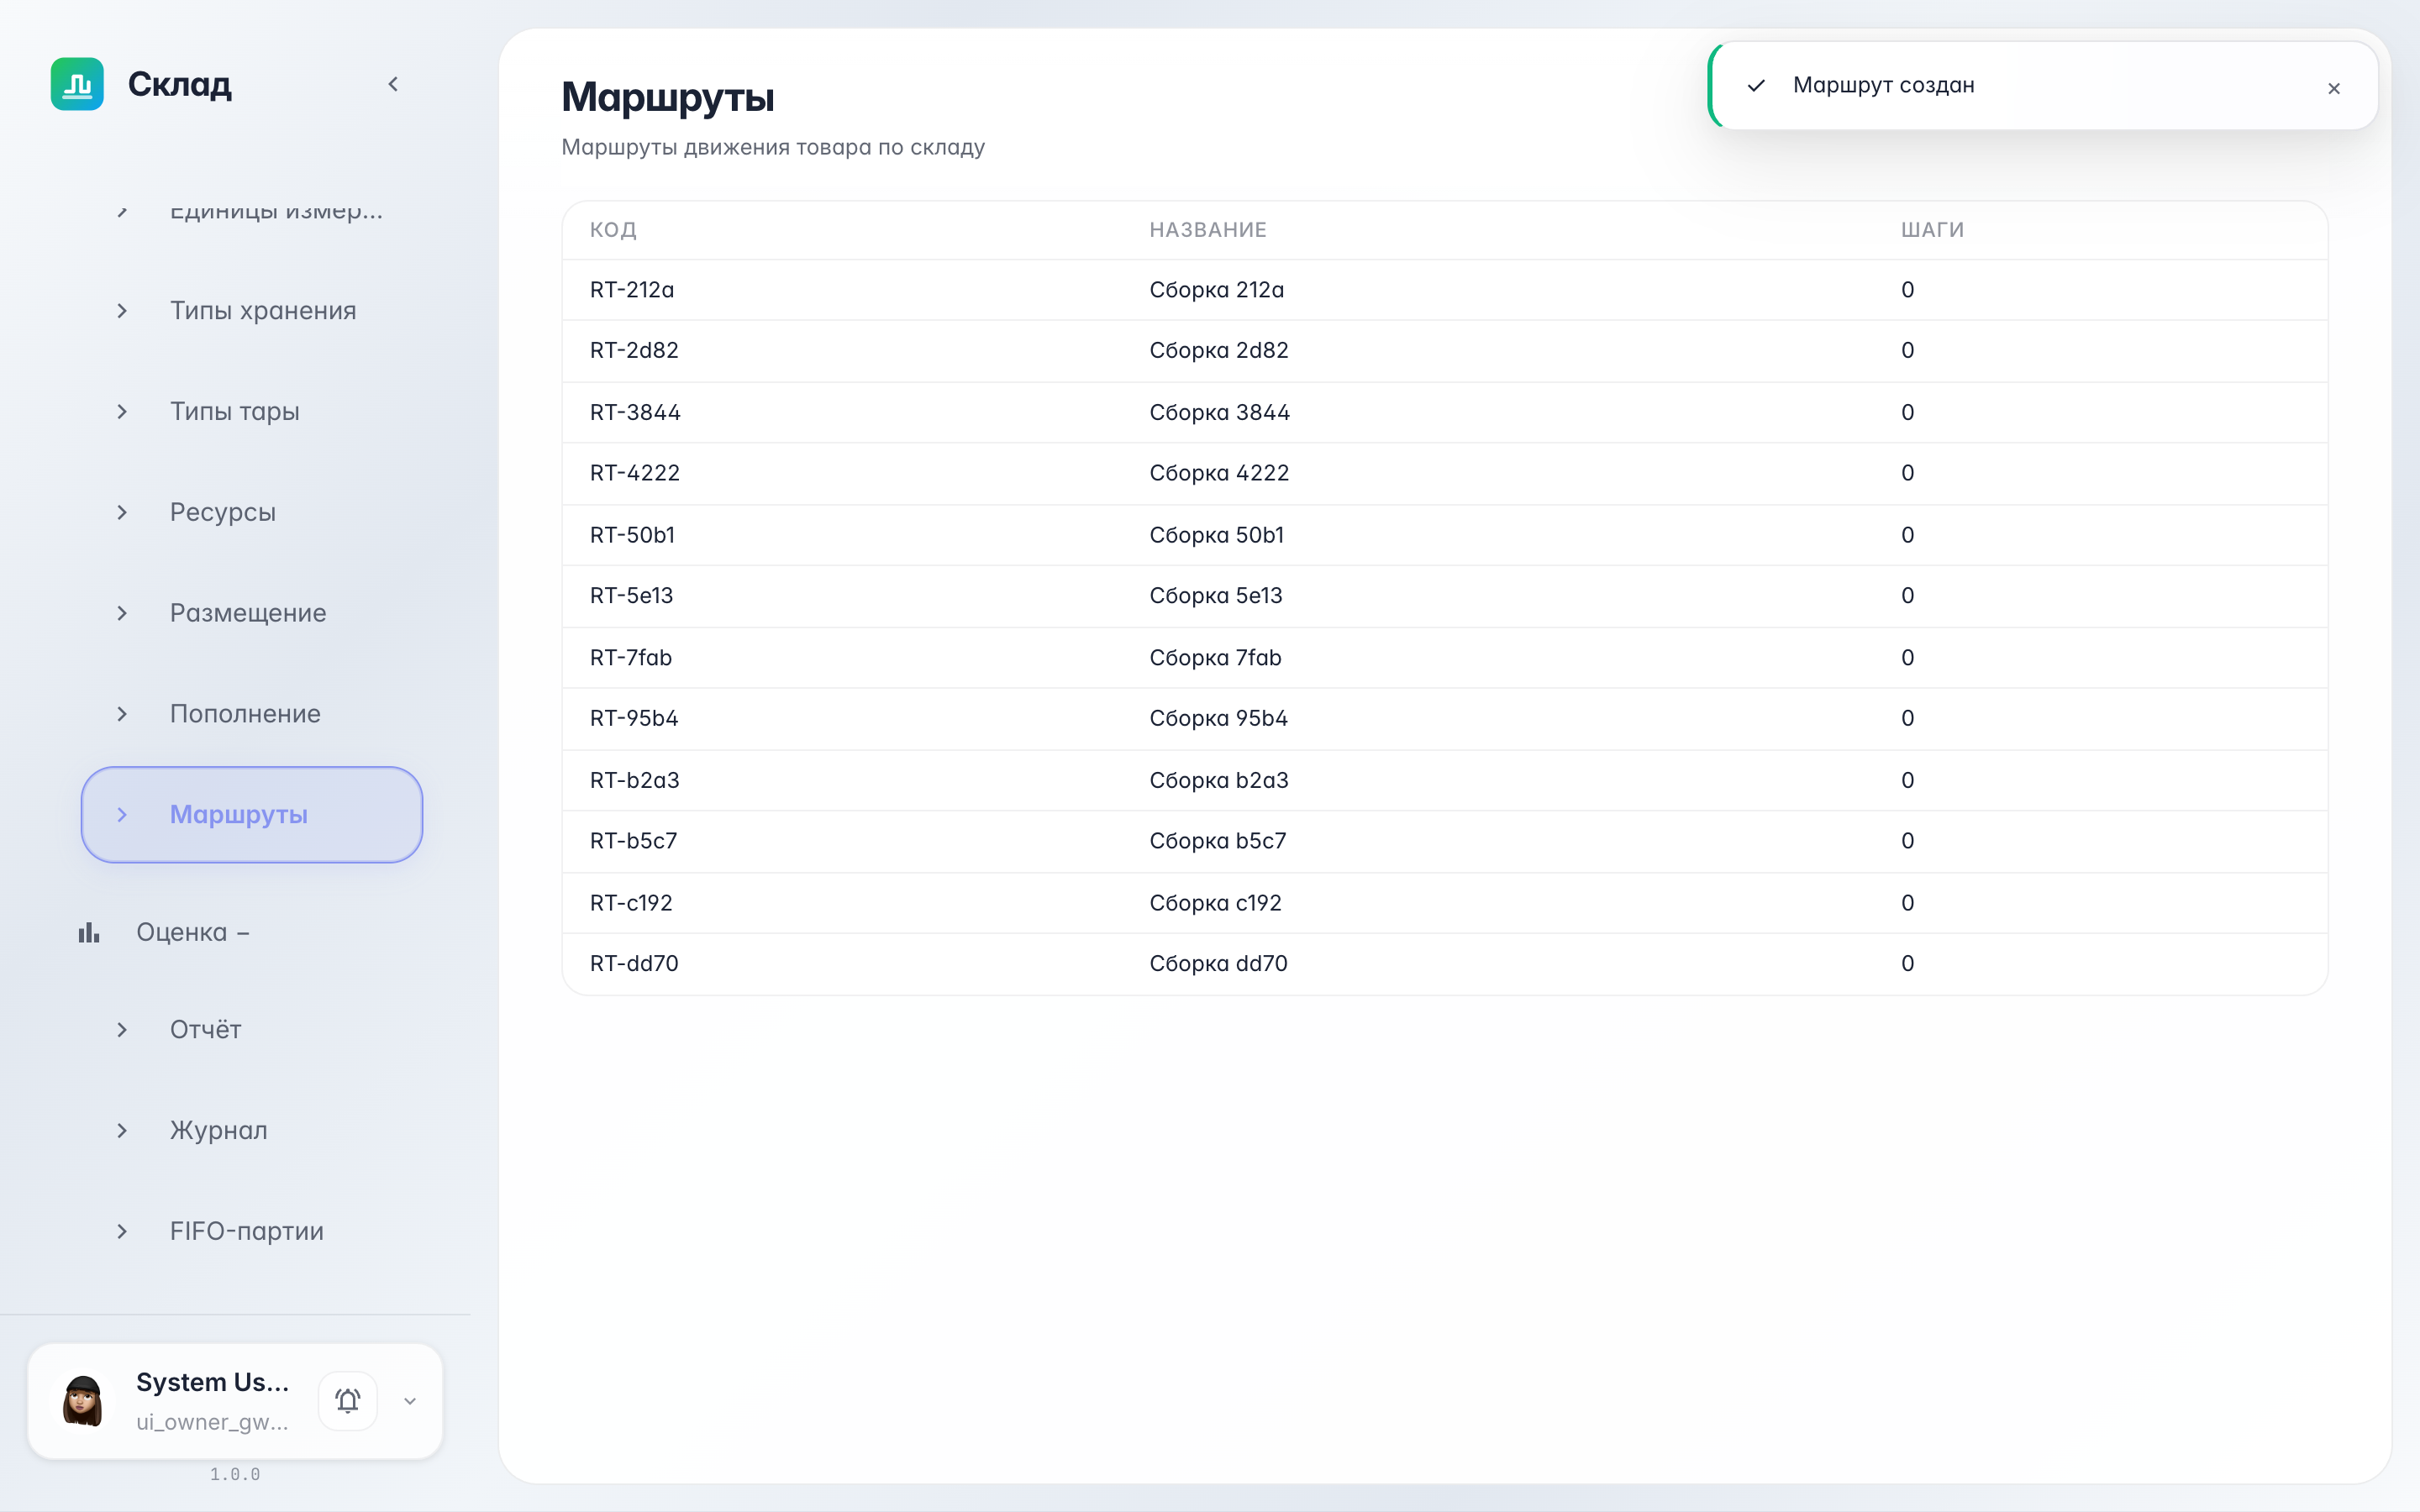 Склад
Единицы измер...
Типы хранения
Типы тары
Ресурсы
Размещение
Пополнение
Маршруты
Оценка –
Отчёт
Журнал
FIFO-партии
System Us...
ui_owner_gw...
1.0.0
Маршруты
Маршруты движения товара по складу
Маршрут создан
КОД НАЗВАНИЕ ШАГИ
RT-212a Сборка 212a 0
RT-2d82 Сборка 2d82 0
RT-3844 Сборка 3844 0
RT-4222 Сборка 4222 0
RT-50b1 Сборка 50b1 0
RT-5e13 Сборка 5e13 0
RT-7fab Сборка 7fab 0
RT-95b4 Сборка 95b4 0
RT-b2a3 Сборка b2a3 0
RT-b5c7 Сборка b5c7 0
RT-c192 Сборка c192 0
RT-dd70 Сборка dd70 0